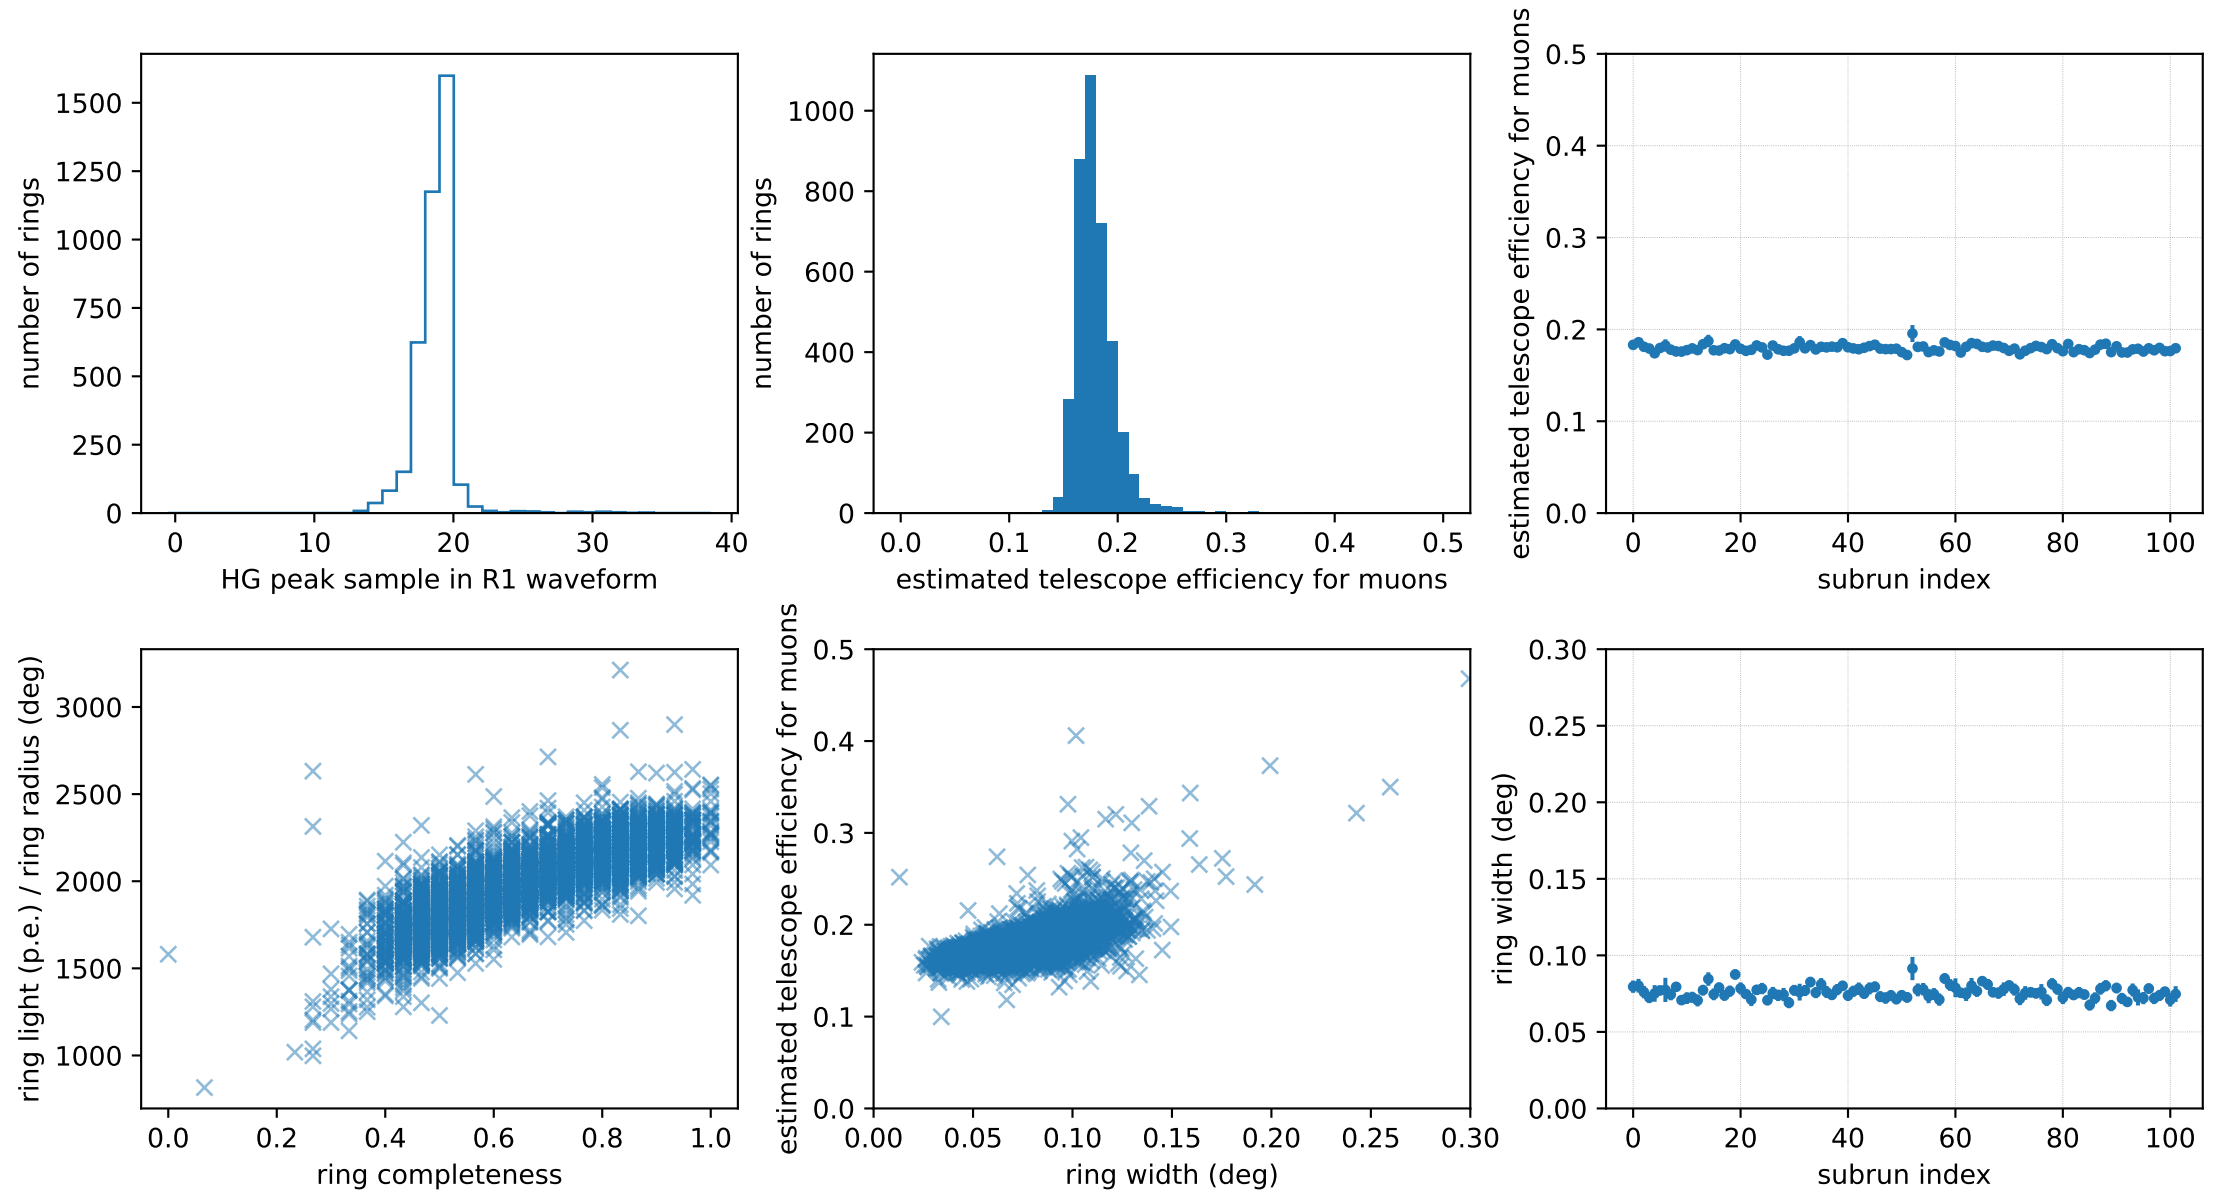 number of rings
1500
1250
1000
750
500
250
0
0 10 20 30 40
HG peak sample in R1 waveform
number of rings
1000
800
600
400
200
0
0.0 0.1 0.2 0.3 0.4 0.5
estimated telescope efficiency for muons
estimated telescope efficiency for muons
0.5
0.4
0.3
0.2
0.1
0.0
0 20 40 60 80 100
subrun index
ring light (p.e.) / ring radius (deg)
3000
2500
2000
1500
1000
0.0 0.2 0.4 0.6 0.8 1.0
ring completeness
estimated telescope efficiency for muons
0.5
0.4
0.3
0.2
0.1
0.0
0.00 0.05 0.10 0.15 0.20 0.25 0.30
ring width (deg)
ring width (deg)
0.30
0.25
0.20
0.15
0.10
0.05
0.00
0 20 40 60 80 100
subrun index